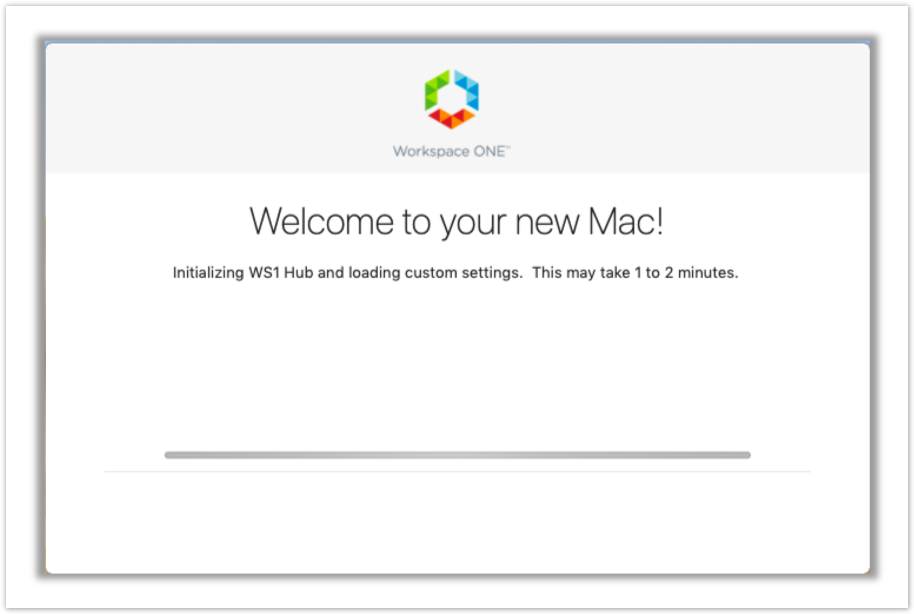 Workspace ONE™
Welcome to your new Mac!
Initializing WS1 Hub and loading custom settings.  This may take 1 to 2 minutes.